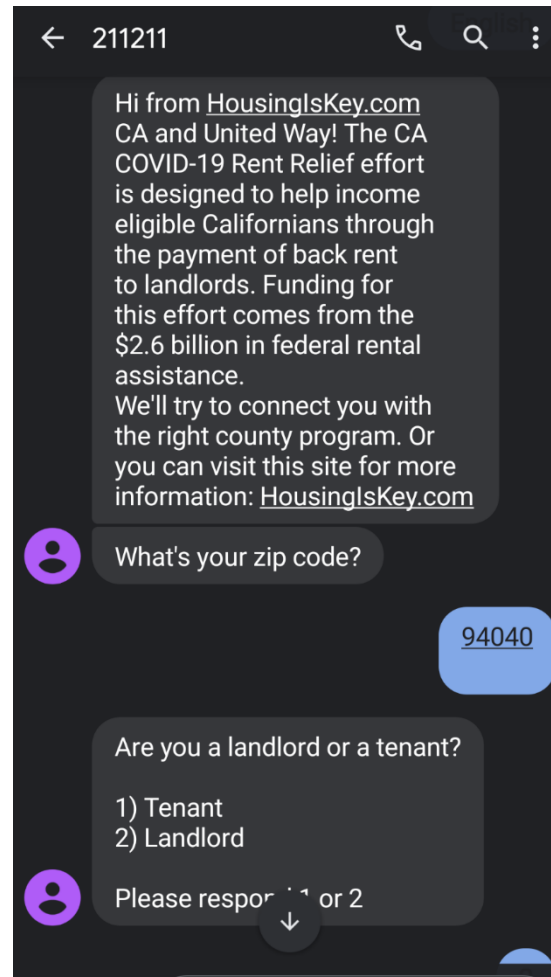 English
211211
Hi from HousingIsKey.com
CA and United Way! The CA
COVID-19 Rent Relief effort
is designed to help income
eligible Californians through
the payment of back rent
to landlords. Funding for
this effort comes from the
$2.6 billion in federal rental
assistance.
We'll try to connect you with
the right county program. Or
you can visit this site for more
information: HousingIsKey.com
What's your zip code?
94040
Are you a landlord or a tenant?
1) Tenant
2) Landlord
Please respond 1 or 2